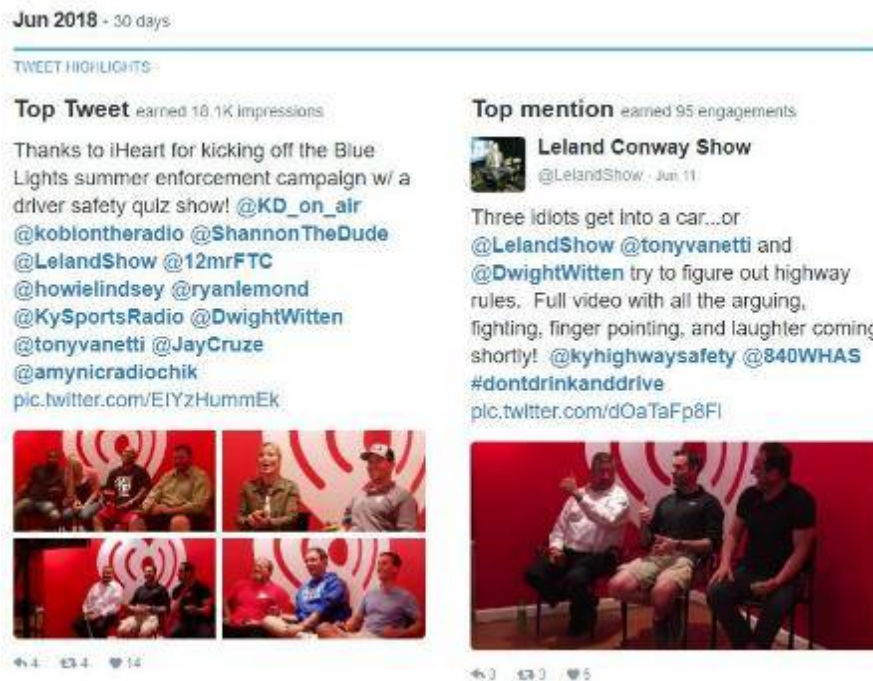 Jun 2018 - 30 days
TWEET HIGHLIGHTS
Top Tweet earned 18.1K impressions
Thanks to iHeart for kicking off the Blue
Lights summer enforcement campaign w/ a
driver safety quiz show! @KD_on_air
@kobiontheradio @ShannonTheDude
@LelandShow @12mrFTC
@howielindsey @ryanlemond
@KySportsRadio @DwightWitten
@tonyvanetti @JayCruze
@amynicradiochik
pic.twitter.com/EIYzHummEk
4 4 14
Top mention earned 95 engagements
Leland Conway Show
@LelandShow · Jun 11
Three idiots get into a car...or
@LelandShow @tonyvanetti and
@DwightWitten try to figure out highway
rules. Full video with all the arguing,
fighting, finger pointing, and laughter coming
shortly! @kyhighwaysafety @840WHAS
#dontdrinkanddrive
pic.twitter.com/dOaTaFp8Fl
3 3 5